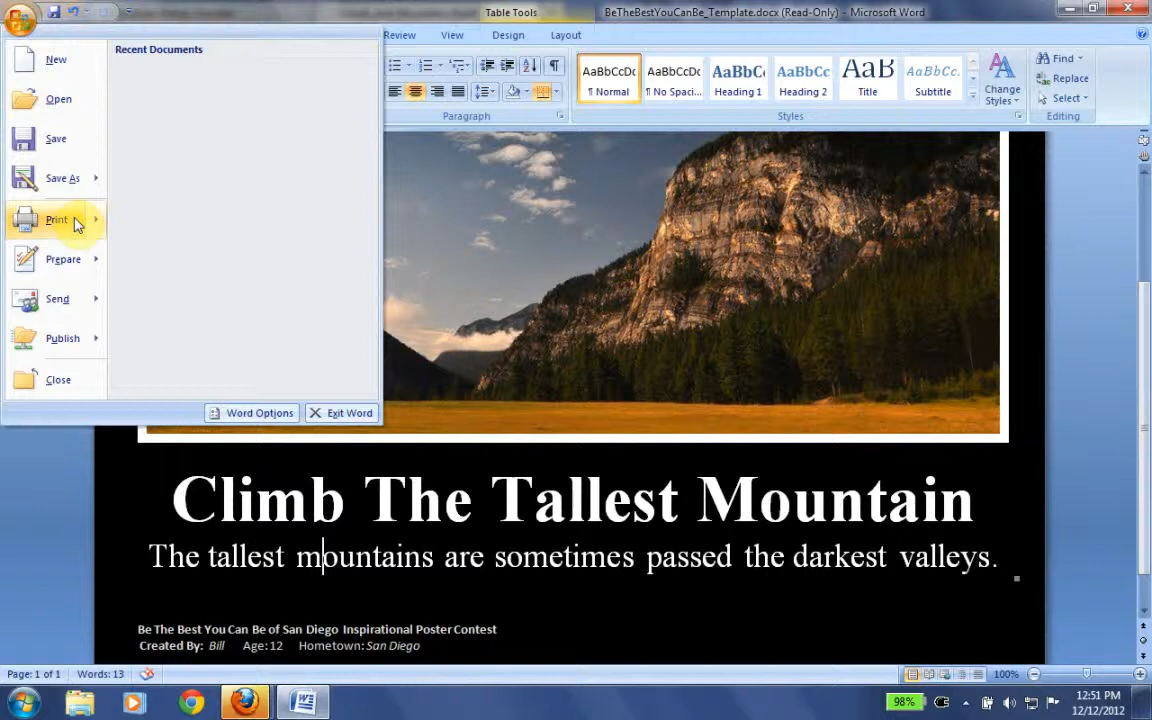 Table Tools
BeTheBestYouCanBe_Template.docx (Read-Only) - Microsoft Word
Review View Design Layout
Recent Documents
New
Open
Save
Save As
Print
Prepare
Send
Publish
Close
Word Options Exit Word
AaBbCcDc AaBbCcDc AaBbCc AaBbCc AaB AaBbCc.
¶ Normal ¶ No Spaci... Heading 1 Heading 2 Title Subtitle
Change
Styles
Find
Replace
Select
Paragraph Styles Editing
Climb The Tallest Mountain
The tallest mountains are sometimes passed the darkest valleys.
Be The Best You Can Be of San Diego Inspirational Poster Contest
Created By: Bill Age: 12 Hometown: San Diego
Page: 1 of 1 Words: 13 100%
98% 12:51 PM
12/12/2012